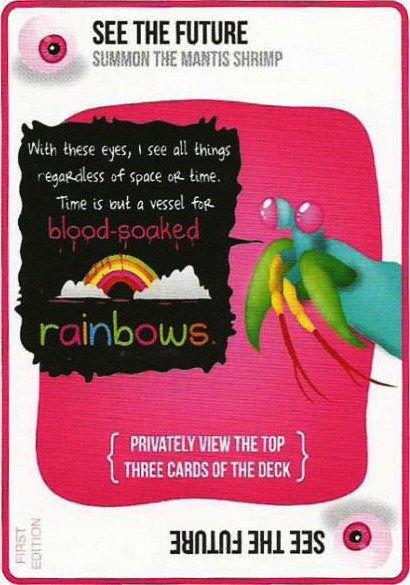 SEE THE FUTURE
SUMMON THE MANTIS SHRIMP
With these eyes, I see all things
regardless of space or time.
Time is but a vessel for
blood-soaked
rainbows.
{ PRIVATELY VIEW THE TOP
THREE CARDS OF THE DECK }
FIRST
EDITION
SEE THE FUTURE